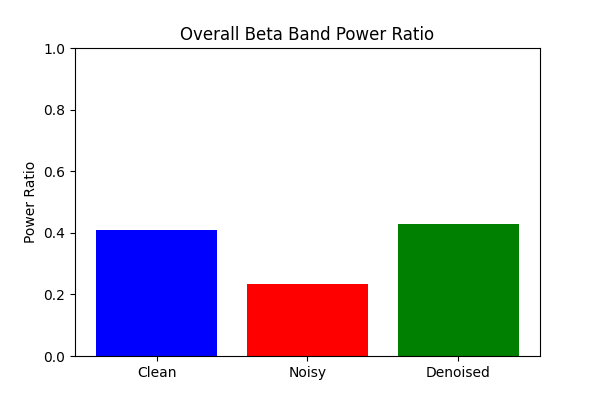 Overall Beta Band Power Ratio
1.0
0.8
0.6
0.4
0.2
0.0
Power Ratio
Clean
Noisy
Denoised